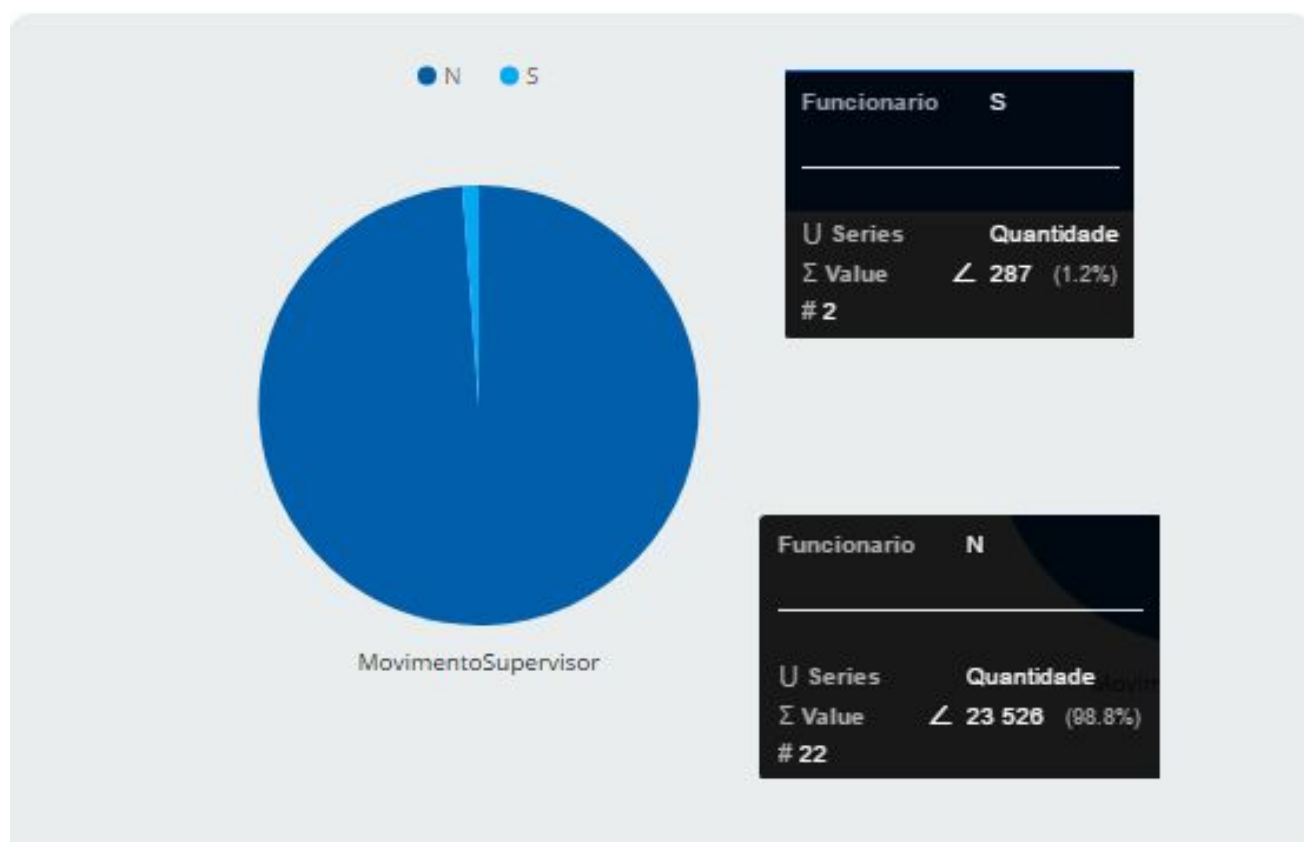 N S
Funcionario S
U Series Quantidade
Σ Value ∠ 287 (1.2%)
# 2
MovimentoSupervisor
Funcionario N
U Series Quantidade
Σ Value ∠ 23 526 (98.8%)
# 22